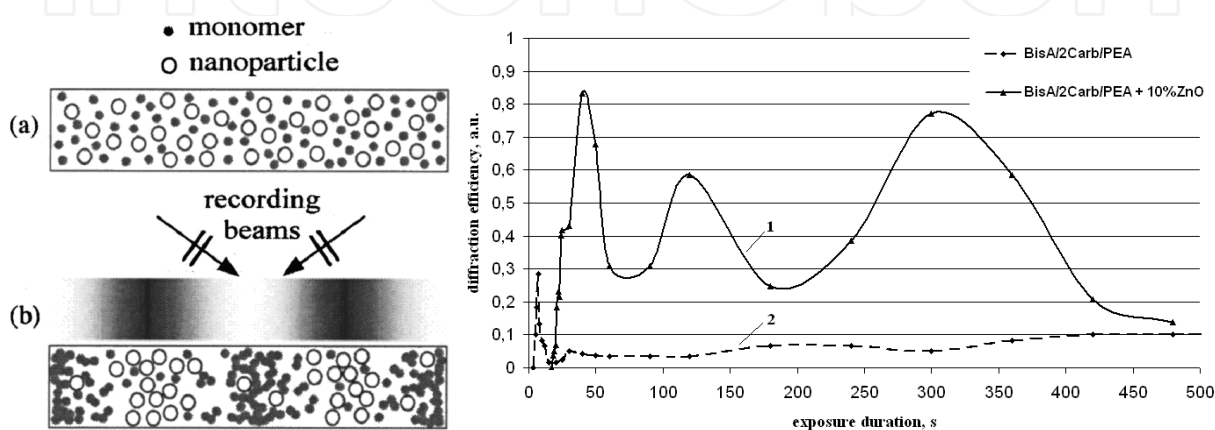 monomer
nanoparticle
(a)
recording
beams
(b)
1
0,9
0,8
0,7
0,6
0,5
0,4
0,3
0,2
0,1
0
diffraction efficiency, a.u.
BisA/2Carb/PEA
BisA/2Carb/PEA + 10%ZnO
1
2
0 50 100 150 200 250 300 350 400 450 500
exposure duration, s